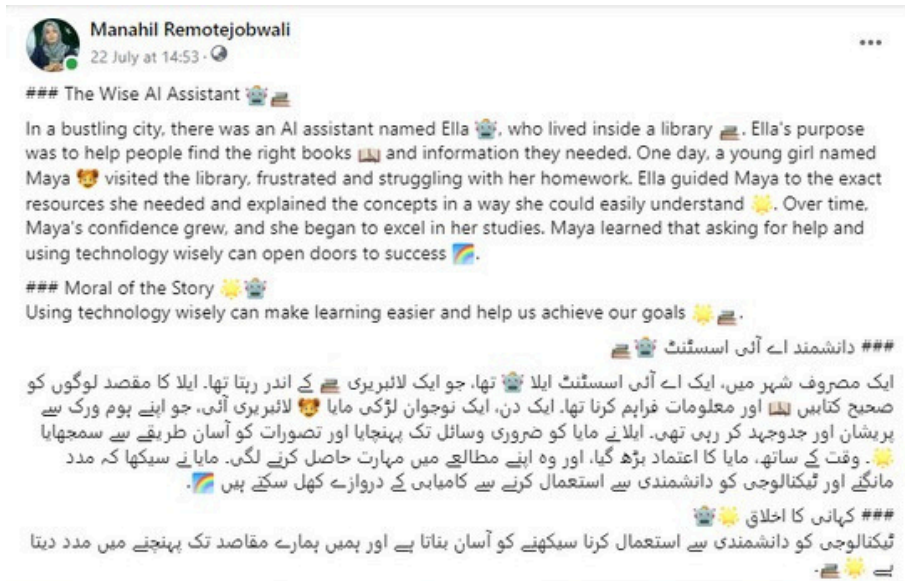 Manahil Remotejobwali
22 July at 14:53 ·
### The Wise AI Assistant 🤖📚
In a bustling city, there was an AI assistant named Ella 🤖, who lived inside a library 📚. Ella's purpose
was to help people find the right books 📖 and information they needed. One day, a young girl named
Maya 👧 visited the library, frustrated and struggling with her homework. Ella guided Maya to the exact
resources she needed and explained the concepts in a way she could easily understand 🌟. Over time,
Maya's confidence grew, and she began to excel in her studies. Maya learned that asking for help and
using technology wisely can open doors to success 🌈.
### Moral of the Story 🌟🤖
Using technology wisely can make learning easier and help us achieve our goals 🌟📚.
### دانشمند اے آئی اسسٹنٹ 🤖📚
ایک مصروف شہر میں، ایک اے آئی اسسٹنٹ ایلا 🤖 تھا، جو ایک لائبریری 📚 کے اندر رہتا تھا۔ ایلا کا مقصد لوگوں کو
صحیح کتابیں 📖 اور معلومات فراہم کرنا تھا۔ ایک دن، ایک نوجوان لڑکی مایا 👧 لائبریری آئی، جو اپنے ہوم ورک سے
پریشان اور جدوجہد کر رہی تھی۔ ایلا نے مایا کو ضروری وسائل تک پہنچایا اور تصورات کو آسان طریقے سے سمجھایا
🌟۔ وقت کے ساتھ، مایا کا اعتماد بڑھ گیا، اور وہ اپنے مطالعے میں مہارت حاصل کرنے لگی۔ مایا نے سیکھا کہ مدد
مانگنے اور ٹیکنالوجی کو دانشمندی سے استعمال کرنے سے کامیابی کے دروازے کھل سکتے ہیں 🌈۔
### کہانی کا اخلاق 🌟🤖
ٹیکنالوجی کو دانشمندی سے استعمال کرنا سیکھنے کو آسان بناتا ہے اور ہمیں ہمارے مقاصد تک پہنچنے میں مدد دیتا
ہے 🌟📚۔